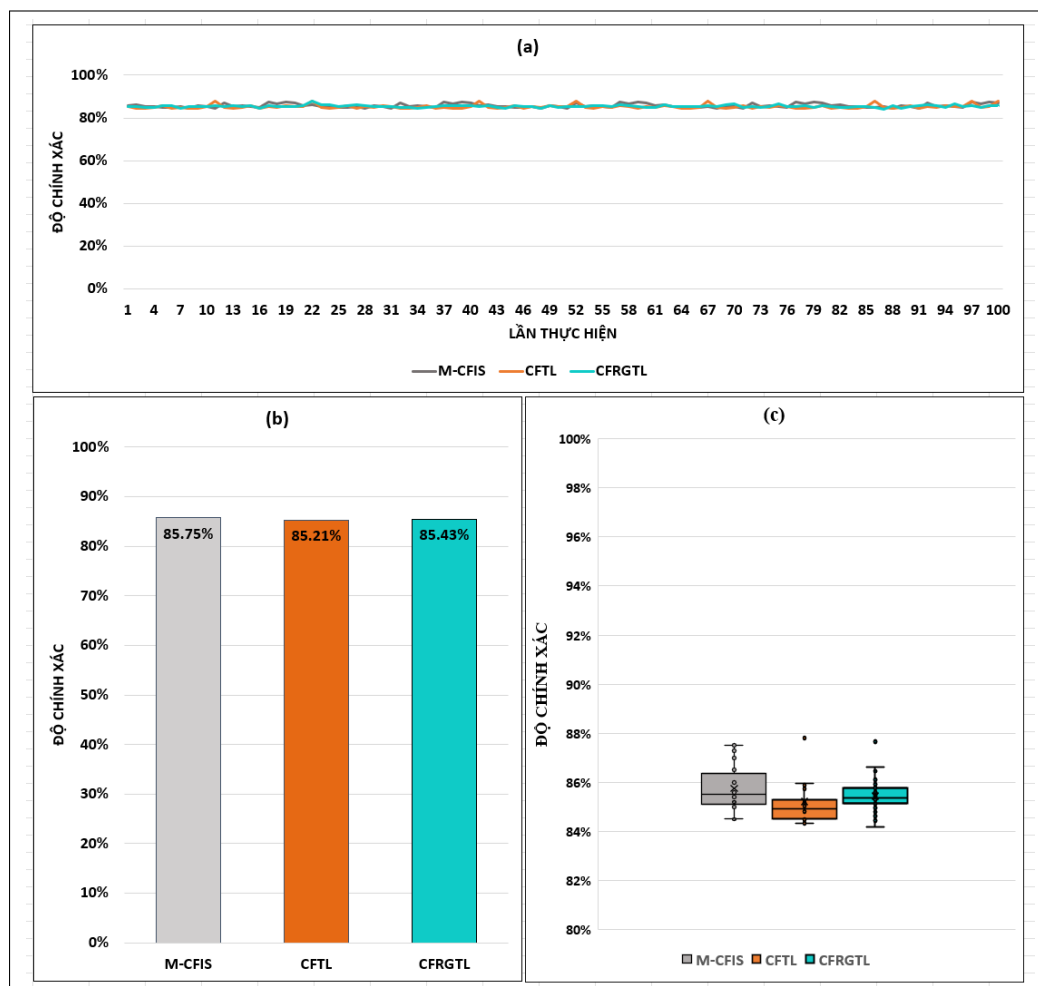 (a)
100%
80%
60%
40%
20%
0%
ĐỘ CHÍNH XÁC
1 4 7 10 13 16 19 22 25 28 31 34 37 40 43 46 49 52 55 58 61 64 67 70 73 76 79 82 85 88 91 94 97 100
LẦN THỰC HIỆN
M-CFIS CFTL CFRGTL
(b)
100%
90%
80%
70%
60%
50%
40%
30%
20%
10%
0%
ĐỘ CHÍNH XÁC
85.75% 85.21% 85.43%
M-CFIS CFTL CFRGTL
(c)
100%
98%
96%
94%
92%
90%
88%
86%
84%
82%
80%
ĐỘ CHÍNH XÁC
M-CFIS CFTL CFRGTL